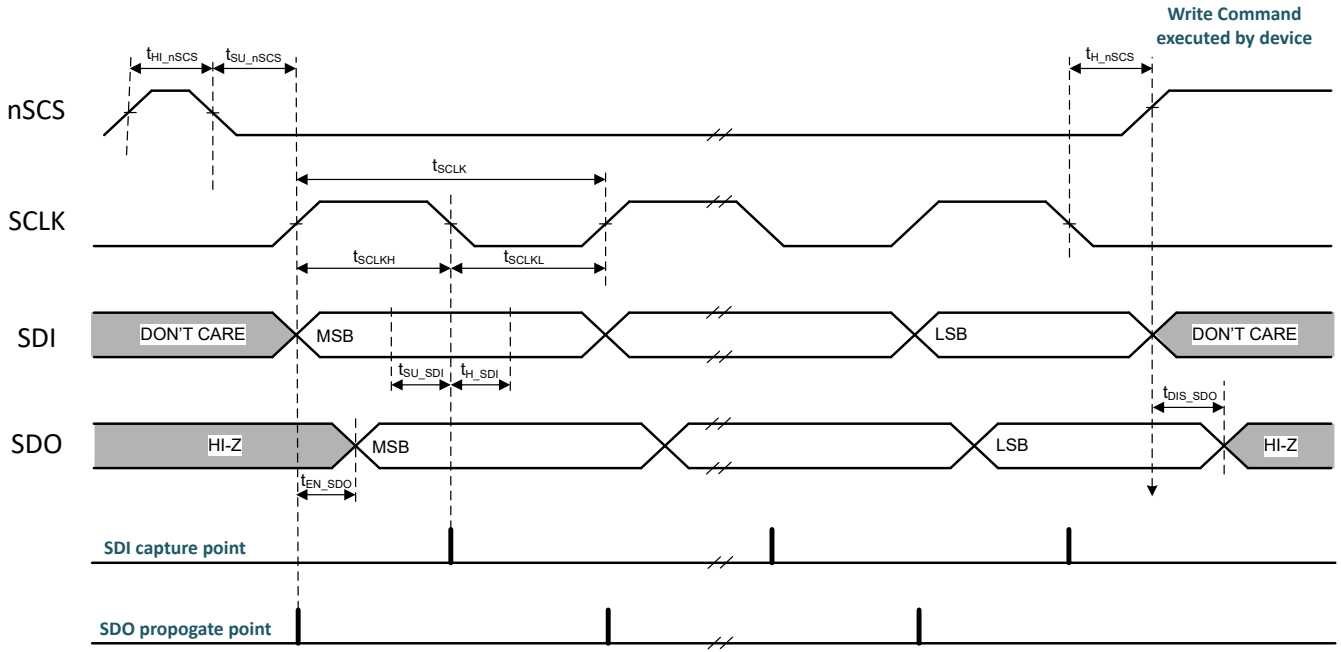 Write Command
executed by device
tHI_nSCS
tSU_nSCS
tH_nSCS
nSCS
tSCLK
SCLK
tSCLKH
tSCLKL
SDI
DON'T CARE
MSB
LSB
DON'T CARE
tSU_SDI
tH_SDI
tDIS_SDO
SDO
HI-Z
MSB
LSB
HI-Z
tEN_SDO
SDI capture point
SDO propogate point